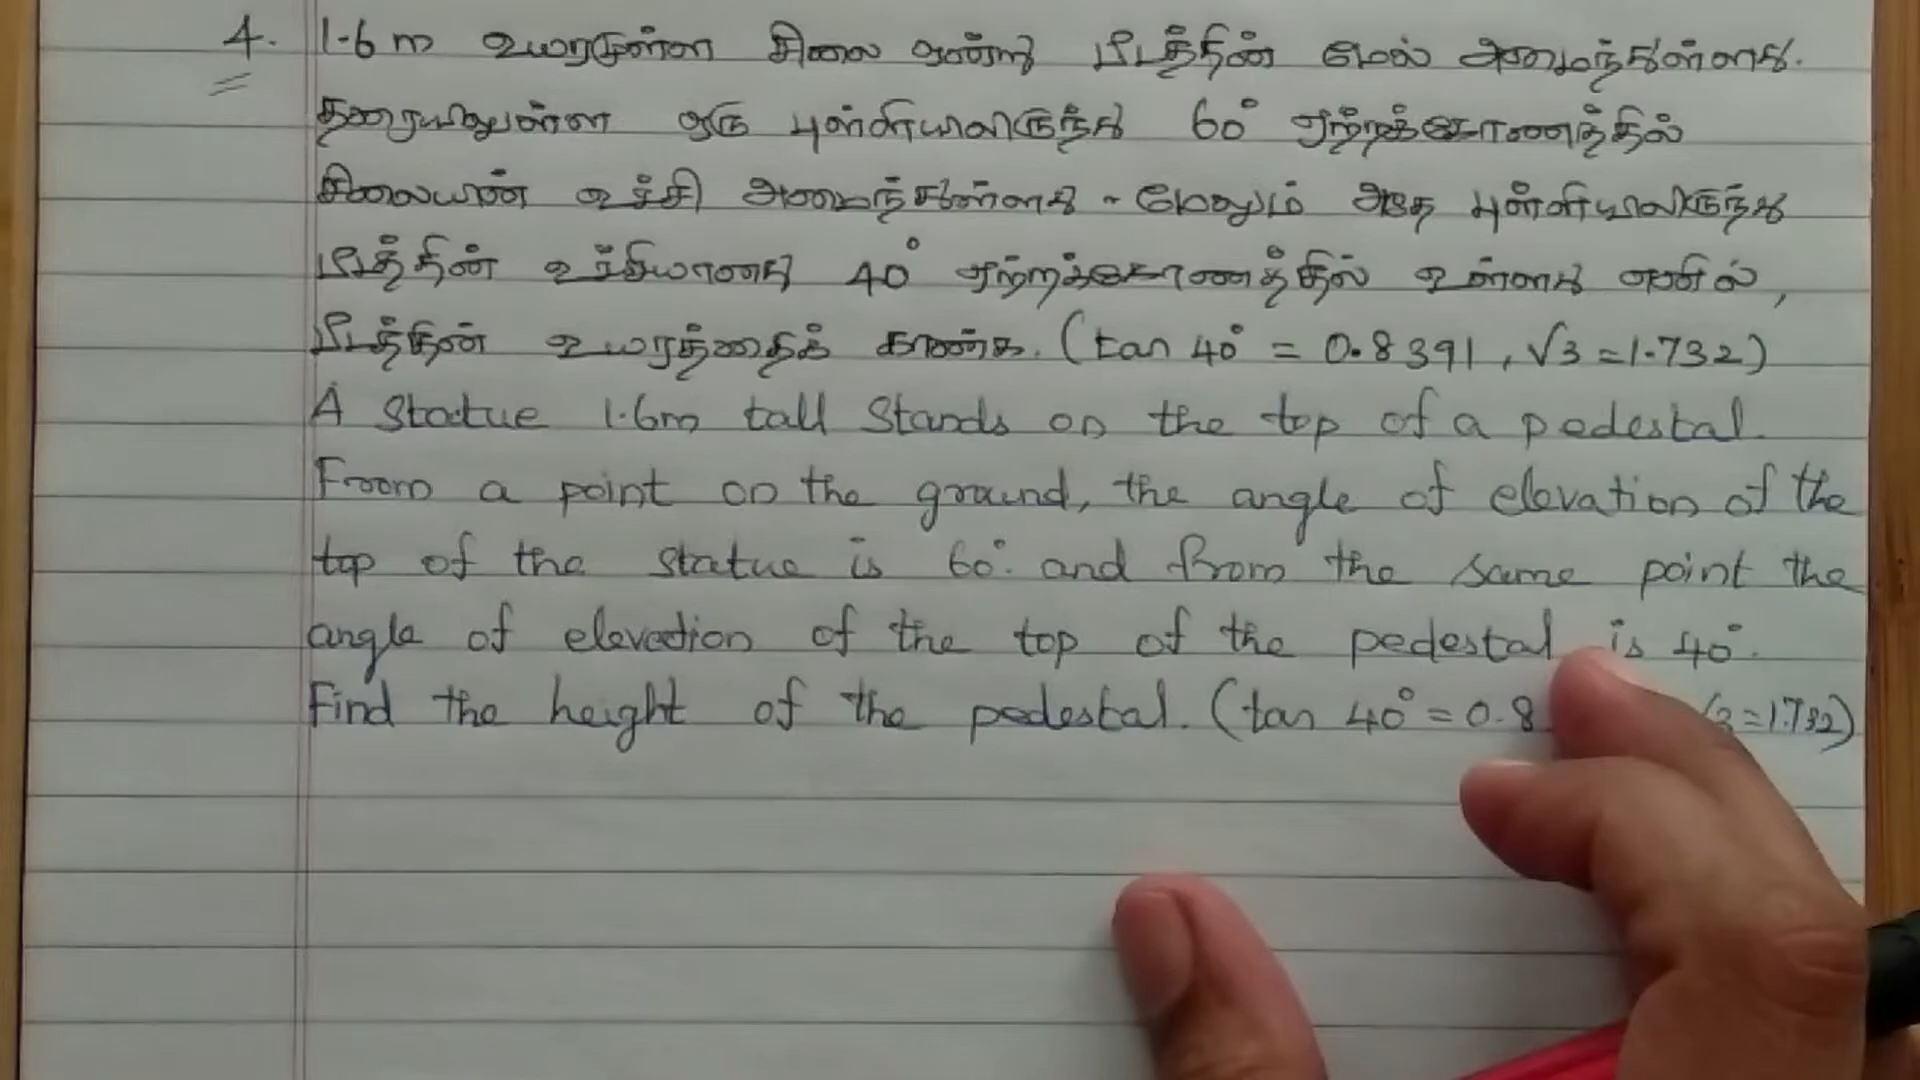 4. 1.6 m உயரமுள்ள சிலை ஒன்று பீடத்தின் மேல் அமைந்துள்ளது.
தரையிலுள்ள ஒரு புள்ளியிலிருந்து 60° ஏற்றக்கோணத்தில்
சிலையின் உச்சி அமைந்துள்ளது. மேலும் அதே புள்ளியிலிருந்து
பீடத்தின் உச்சியானது 40° ஏற்றக்கோணத்தில் உள்ளது எனில்,
பீடத்தின் உயரத்தைக் காண்க. (tan 40° = 0.8391, √3 = 1.732)
A Statue 1.6m tall Stands on the top of a pedestal.
From a point on the ground, the angle of elevation of the
top of the statue is 60°. and from the same point the
angle of elevation of the top of the pedestal is 40°.
Find the height of the pedestal. (tan 40° = 0.8 3 = 1.732)